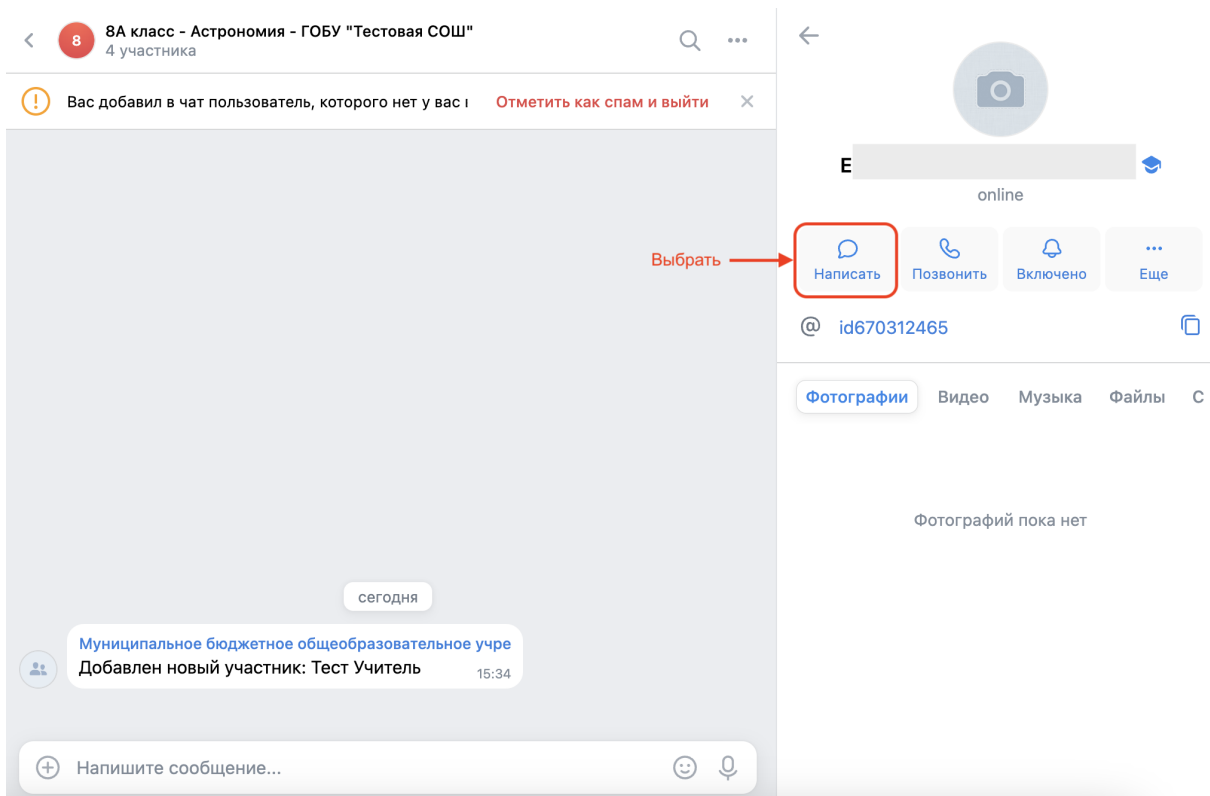 8
8А класс - Астрономия - ГОБУ "Тестовая СОШ"
4 участника
Вас добавил в чат пользователь, которого нет у вас
Отметить как спам и выйти
сегодня
Муниципальное бюджетное общеобразовательное учре
Добавлен новый участник: Тест Учитель
15:34
Напишите сообщение...
Е
online
Выбрать
Написать
Позвонить
Включено
Еще
@ id670312465
Фотографии
Видео
Музыка
Файлы
С
Фотографий пока нет